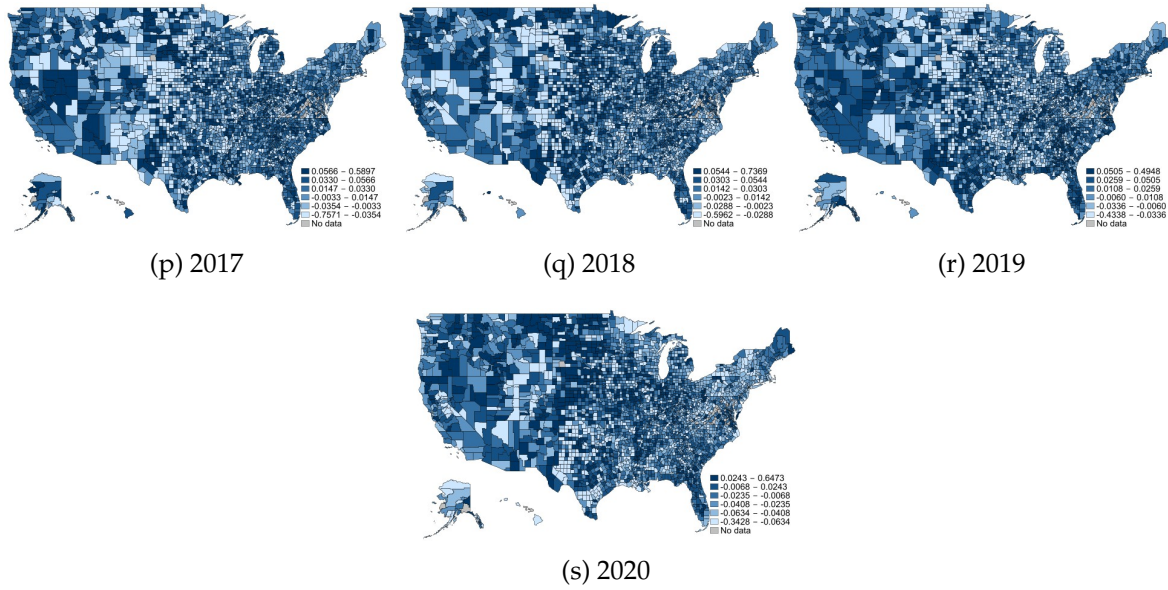 0.0566 – 0.5897
0.0330 – 0.0566
0.0147 – 0.0330
-0.0033 – 0.0147
-0.0354 – -0.0033
-0.7571 – -0.0354
No data
(p) 2017
0.0544 – 0.7369
0.0303 – 0.0544
0.0142 – 0.0303
-0.0023 – 0.0142
-0.0288 – -0.0023
-0.5962 – -0.0288
No data
(q) 2018
0.0505 – 0.4948
0.0259 – 0.0505
0.0108 – 0.0259
-0.0060 – 0.0108
-0.0336 – -0.0060
-0.4338 – -0.0336
No data
(r) 2019
0.0243 – 0.6473
-0.0068 – 0.0243
-0.0235 – -0.0068
-0.0408 – -0.0235
-0.0634 – -0.0408
-0.3428 – -0.0634
No data
(s) 2020